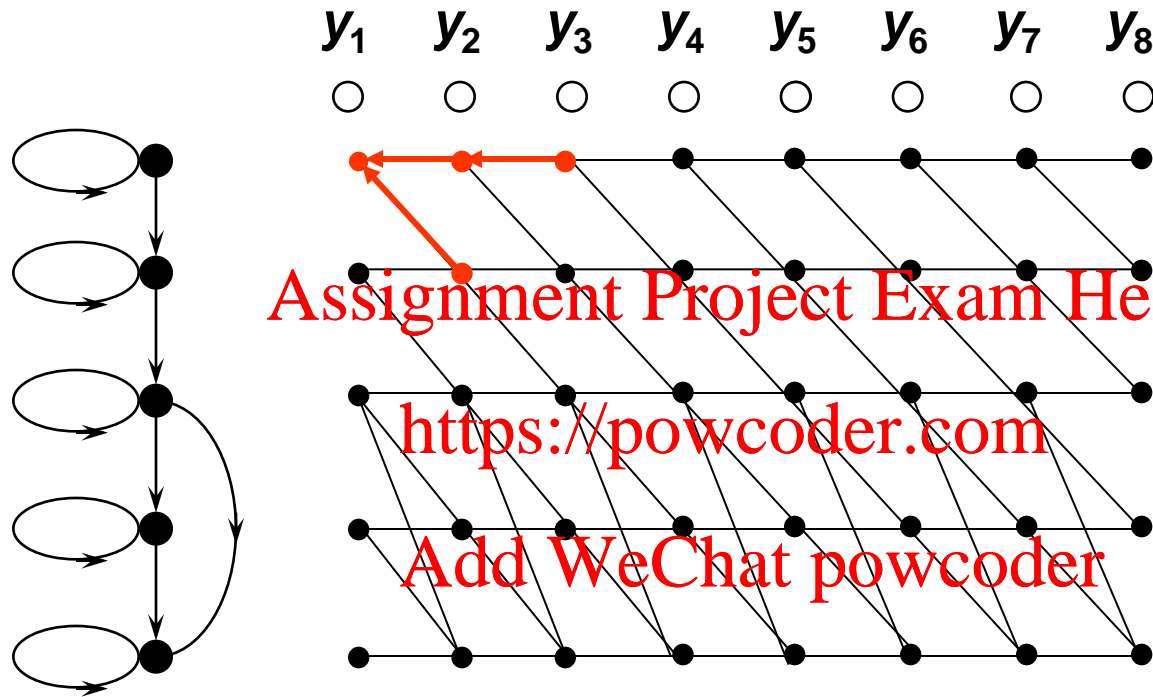 y1 y2 y3 y4 y5 y6 y7 y8
Assignment Project Exam He
https://powcoder.com
Add WeChat powcoder